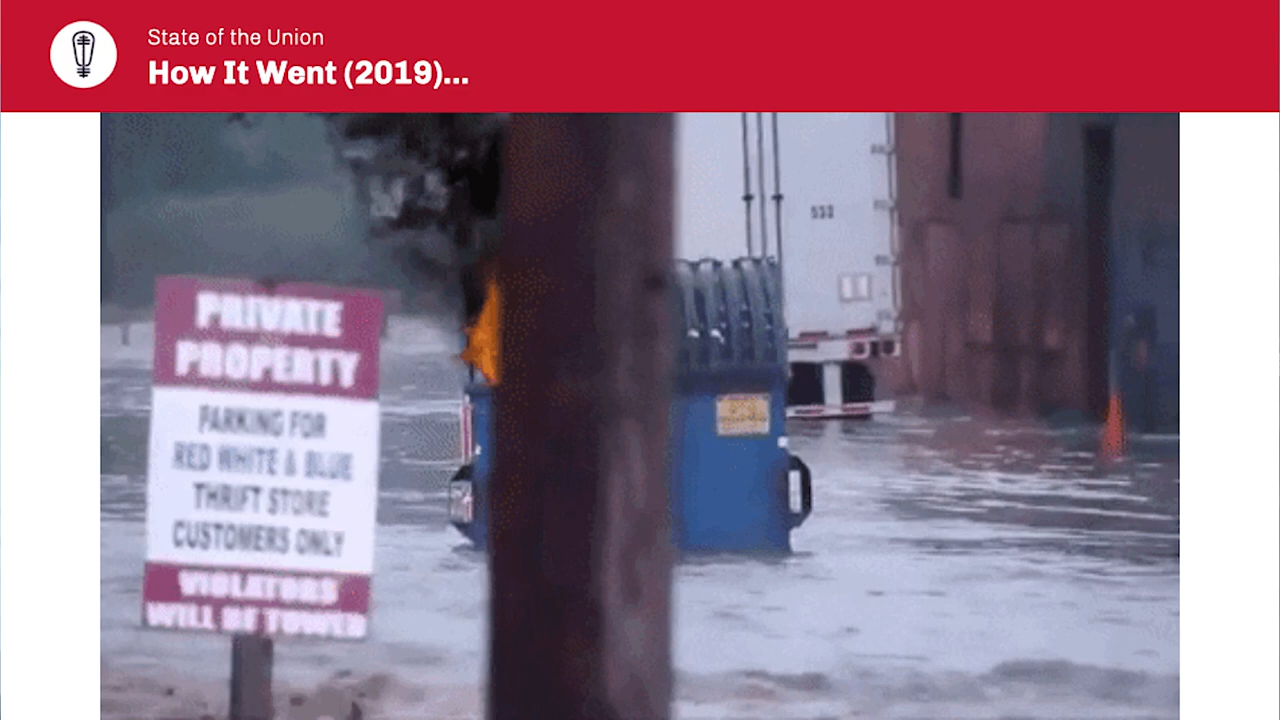 State of the Union
How It Went (2019)...
PRIVATE
PROPERTY
PARKING FOR
RED WHITE & BLUE
THRIFT STORE
CUSTOMERS ONLY
VIOLATORS
WILL BE TOWED